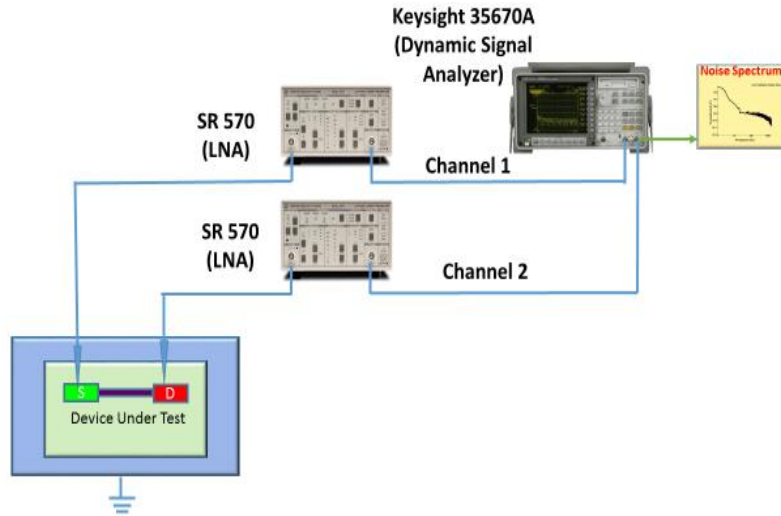 Keysight 35670A
(Dynamic Signal
Analyzer)
Noise Spectrum
SR 570
(LNA)
Channel 1
SR 570
(LNA)
Channel 2
S
D
Device Under Test